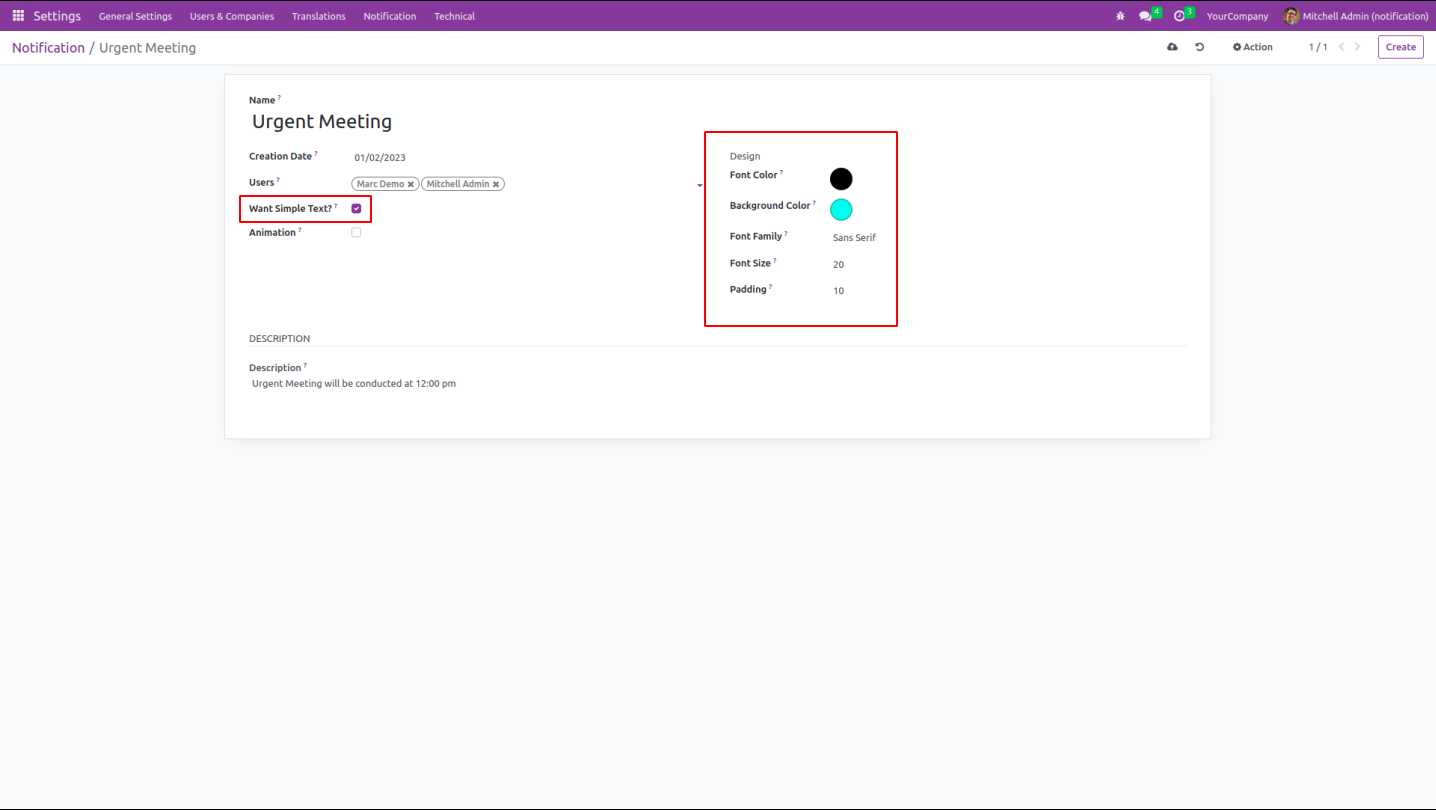 Settings General Settings Users & Companies Translations Notification Technical 4 3 YourCompany Mitchell Admin (notification)
Notification / Urgent Meeting Action 1 / 1 Create
Name ?
Urgent Meeting
Creation Date ? 01/02/2023
Users ? Marc Demo Mitchell Admin
Want Simple Text? ?
Animation ?
Design
Font Color ?
Background Color ?
Font Family ? Sans Serif
Font Size ? 20
Padding ? 10
DESCRIPTION
Description ?
Urgent Meeting will be conducted at 12:00 pm